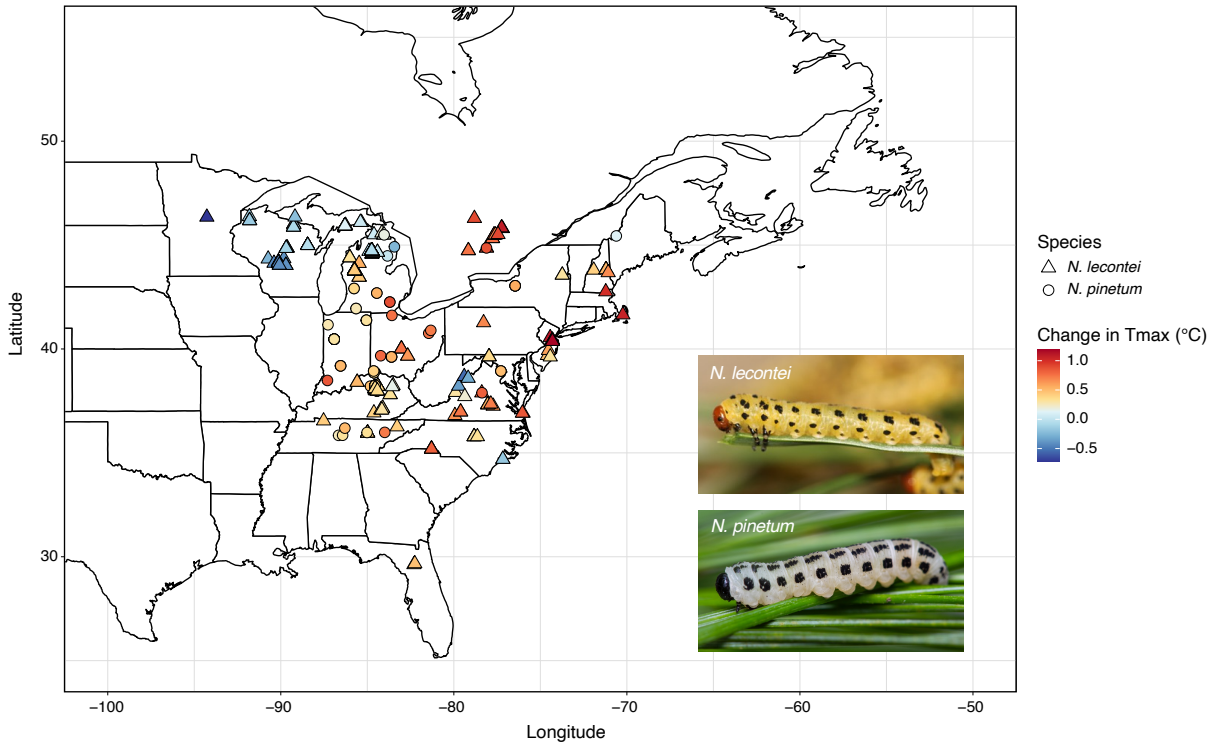 50
40
30
Latitude
−100
−90
−80
−70
−60
−50
Longitude
N. lecontei
N. pinetum
Species
N. lecontei
N. pinetum
Change in Tmax (°C)
1.0
0.5
0.0
−0.5